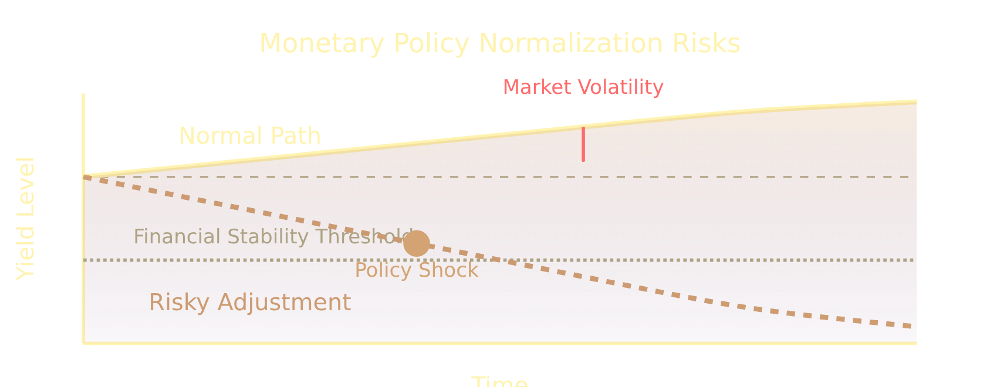 Monetary Policy Normalization Risks
Market Volatility
Normal Path
Yield Level
Financial Stability Threshold
Policy Shock
Risky Adjustment
Time